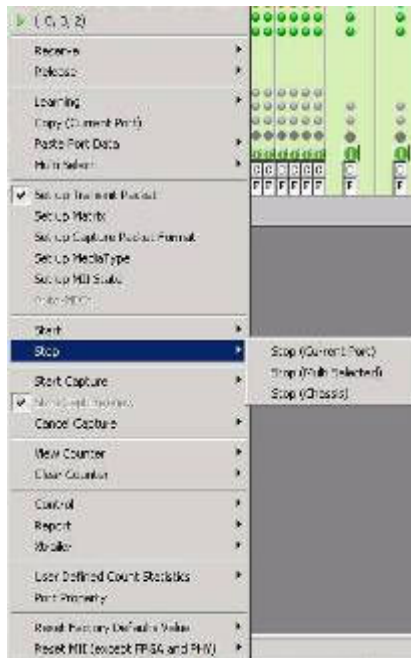 ( 0, 3, 2)
Reserve
Release
Learning
Copy (Current Port)
Paste Port Data
Multi Select
Set up Transmit Packet
Set up Matrix
Set up Capture Packet Format
Set up MediaType
Set up MII State
Start
Stop
Stop (Current Port)
Stop (Multi Selected)
Stop (Chassis)
Start Capture
Cancel Capture
View Counter
Clear Counter
Control
Report
Xtrailer
User Defined Count Statistics
Port Property
Reset Factory Defaults Value
Reset MII (except FPGA and PHY)